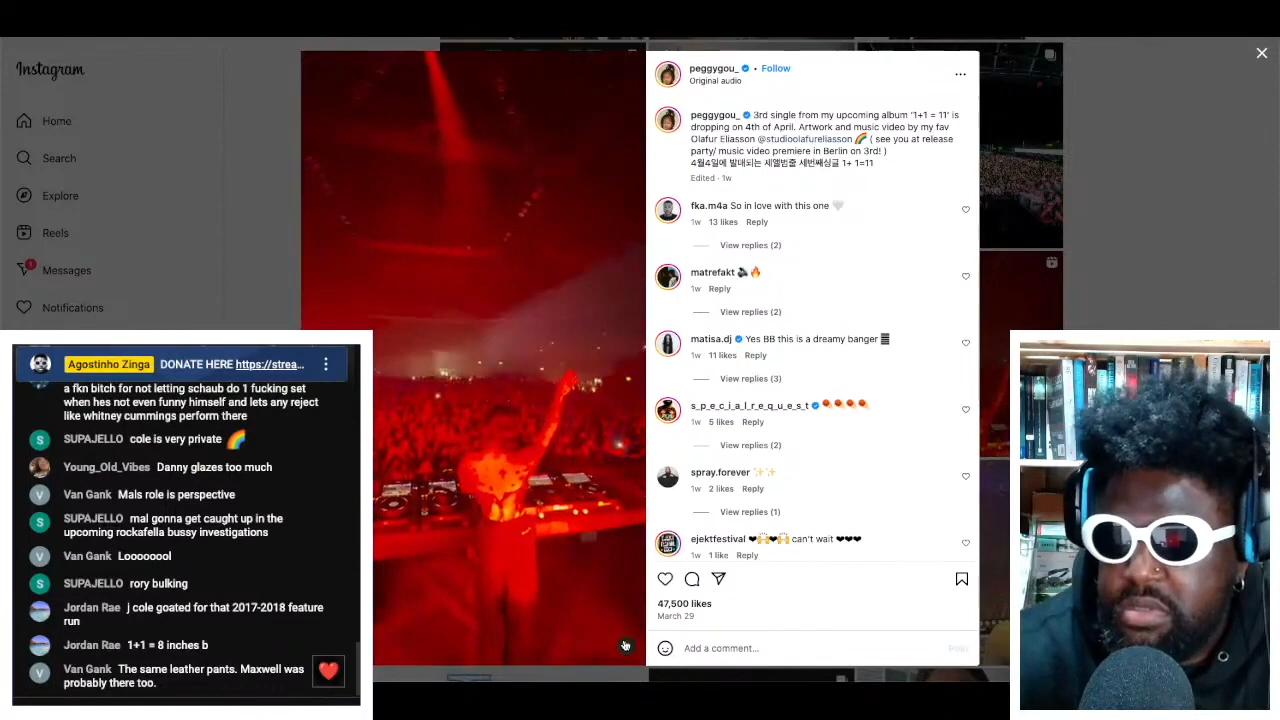 Instagram
Home
Search
Explore
Reels
1
Messages
Notifications
peggygou_ • Follow
Original audio
peggygou_ 3rd single from my upcoming album '1+1 = 11' is
dropping on 4th of April. Artwork and music video by my fav
Olafur Eliasson @studioolafureliasson 🌈 ( see you at release
party/ music video premiere in Berlin on 3rd! )
4월4일에 발매되는 제앨범줄 세번째싱글 1+ 1=11
Edited · 1w
fka.m4a So in love with this one 🤍
1w 13 likes Reply
View replies (2)
matrefakt 🔊🔥
1w Reply
View replies (2)
matisa.dj Yes BB this is a dreamy banger
1w 11 likes Reply
View replies (3)
s_p_e_c_i_a_l_r_e_q_u_e_s_t
1w 5 likes Reply
View replies (2)
spray.forever ✨✨
1w 2 likes Reply
View replies (1)
ejektfestival ❤🙌❤🙌 can't wait ❤❤❤
1w 1 like Reply
47,500 likes
March 29
Add a comment...
Post
Agostinho Zinga DONATE HERE https://strea...
a fkn bitch for not letting schaub do 1 fucking set
when hes not even funny himself and lets any reject
like whitney cummings perform there
S SUPAJELLO cole is very private 🌈
Young_Old_Vibes Danny glazes too much
V Van Gank Mals role is perspective
S SUPAJELLO mal gonna get caught up in the
upcoming rockafella bussy investigations
V Van Gank Looooool
S SUPAJELLO rory bulking
Jordan Rae j cole goated for that 2017-2018 feature
run
Jordan Rae 1+1 = 8 inches b
V Van Gank The same leather pants. Maxwell was
probably there too.